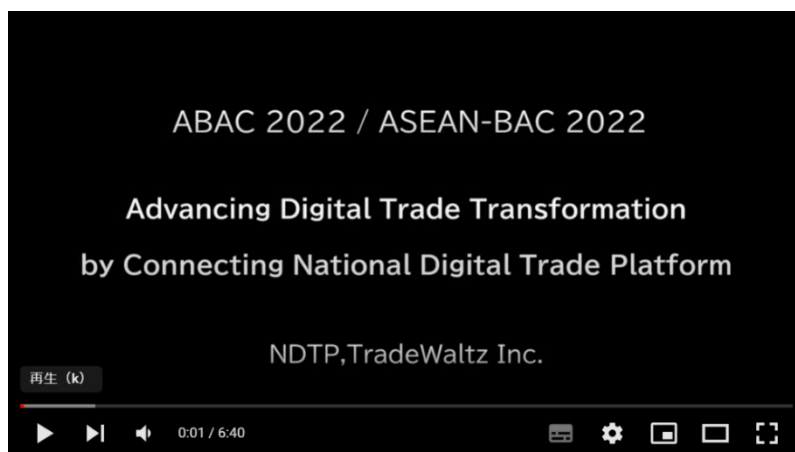 ABAC 2022 / ASEAN-BAC 2022
Advancing Digital Trade Transformation
by Connecting National Digital Trade Platform
NDTP,TradeWaltz Inc.
再生 (k)
0:01 / 6:40